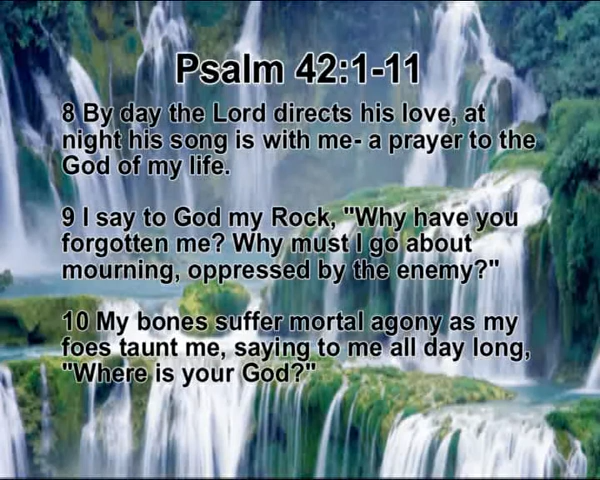 Psalm 42:1-11
8 By day the Lord directs his love, at
night his song is with me- a prayer to the
God of my life.
9 I say to God my Rock, "Why have you
forgotten me? Why must I go about
mourning, oppressed by the enemy?"
10 My bones suffer mortal agony as my
foes taunt me, saying to me all day long,
"Where is your God?"